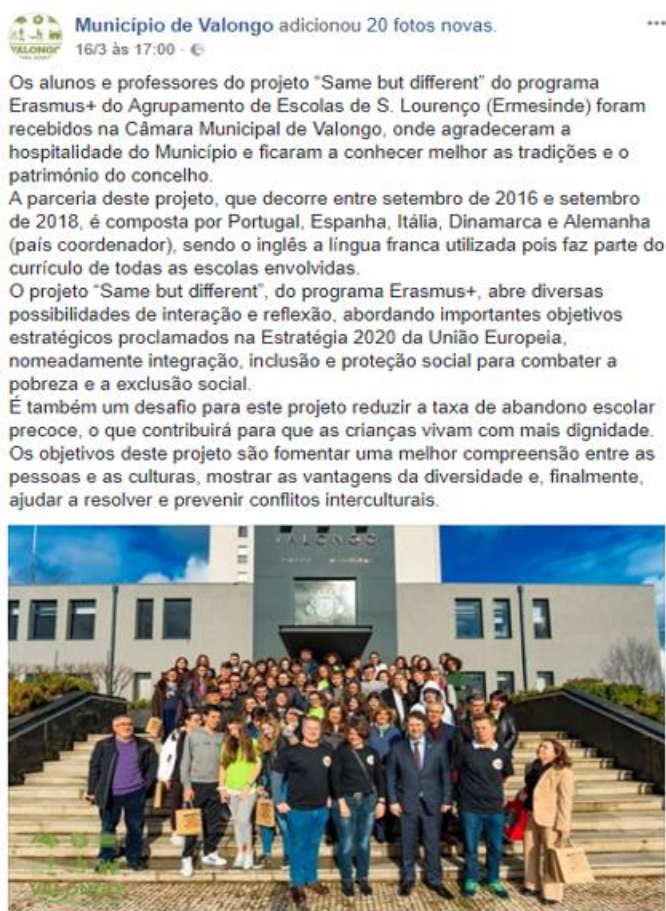 Município de Valongo adicionou 20 fotos novas.
16/3 às 17:00 ·
Os alunos e professores do projeto “Same but different” do programa
Erasmus+ do Agrupamento de Escolas de S. Lourenço (Ermesinde) foram
recebidos na Câmara Municipal de Valongo, onde agradeceram a
hospitalidade do Município e ficaram a conhecer melhor as tradições e o
património do concelho.
A parceria deste projeto, que decorre entre setembro de 2016 e setembro
de 2018, é composta por Portugal, Espanha, Itália, Dinamarca e Alemanha
(país coordenador), sendo o inglês a língua franca utilizada pois faz parte do
currículo de todas as escolas envolvidas.
O projeto “Same but different”, do programa Erasmus+, abre diversas
possibilidades de interação e reflexão, abordando importantes objetivos
estratégicos proclamados na Estratégia 2020 da União Europeia,
nomeadamente integração, inclusão e proteção social para combater a
pobreza e a exclusão social.
É também um desafio para este projeto reduzir a taxa de abandono escolar
precoce, o que contribuirá para que as crianças vivam com mais dignidade.
Os objetivos deste projeto são fomentar uma melhor compreensão entre as
pessoas e as culturas, mostrar as vantagens da diversidade e, finalmente,
ajudar a resolver e prevenir conflitos interculturais.
VALONGO
VALONGO
VALONGO